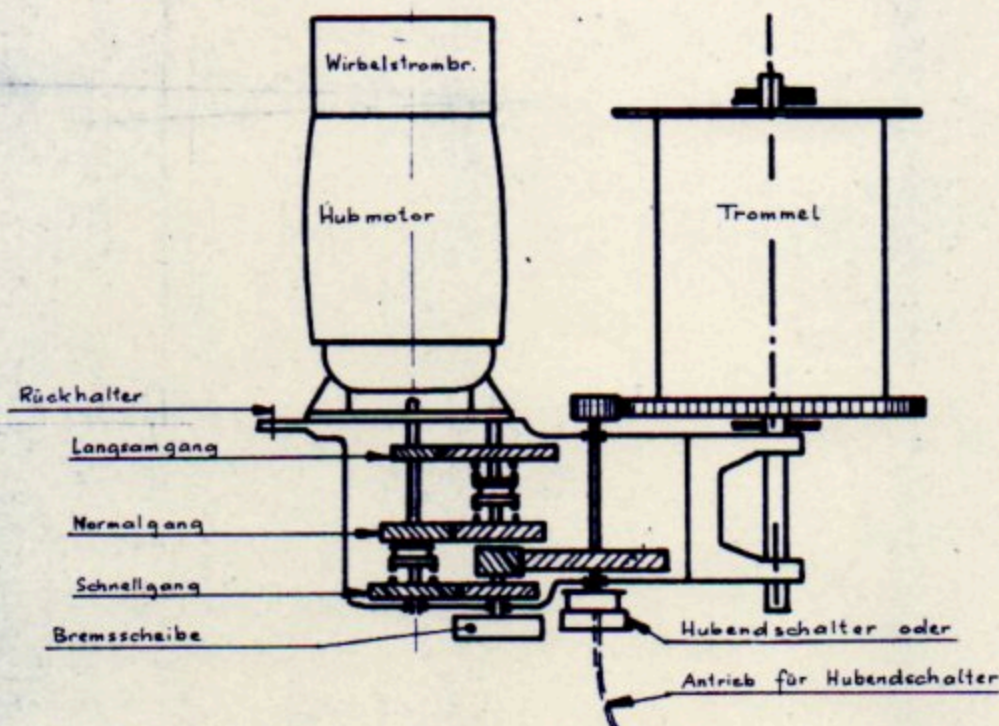 Wirbelstrombr.
Hubmotor
Trommel
Rückhalter
Langsamgang
Normalgang
Schnellgang
Bremsscheibe
Hubendschalter oder
Antrieb für Hubendschalter